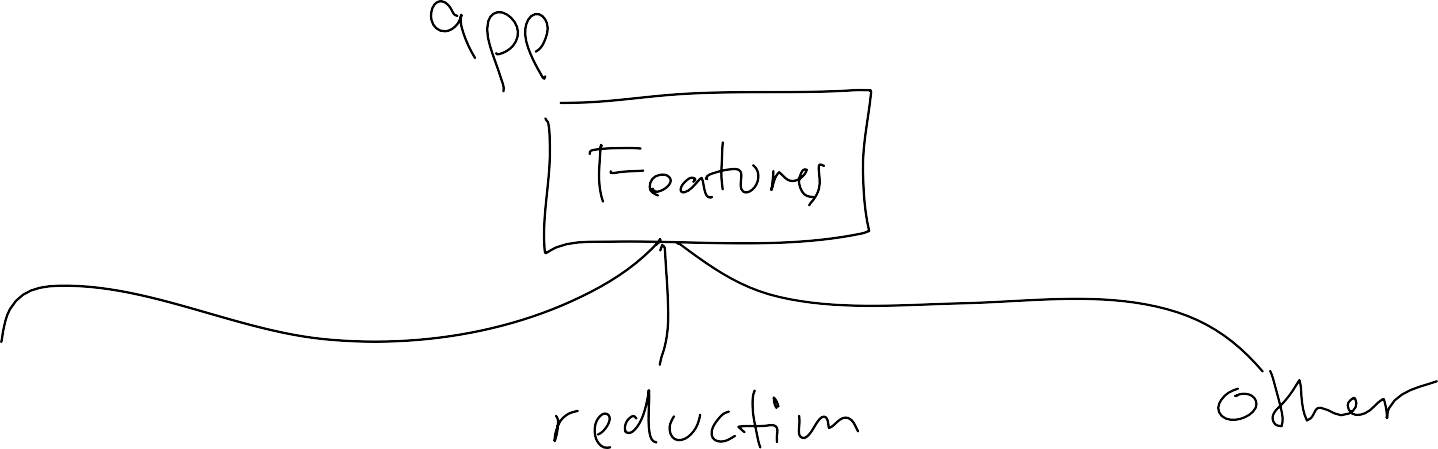 app
Features
reduction
other